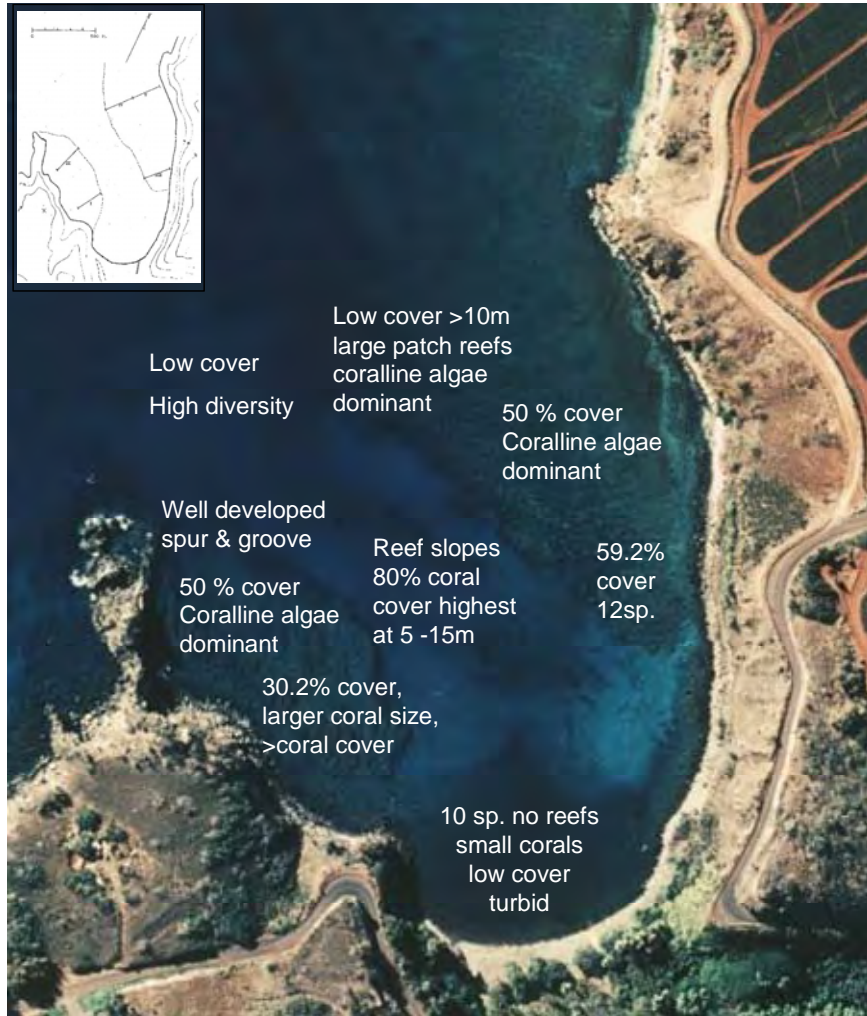 Low cover
High diversity
Low cover >10m
large patch reefs
coralline algae
dominant
50 % cover
Coralline algae
dominant
Well developed
spur & groove
50 % cover
Coralline algae
dominant
Reef slopes
80% coral
cover highest
at 5 -15m
59.2%
cover
12sp.
30.2% cover,
larger coral size,
>coral cover
10 sp. no reefs
small corals
low cover
turbid